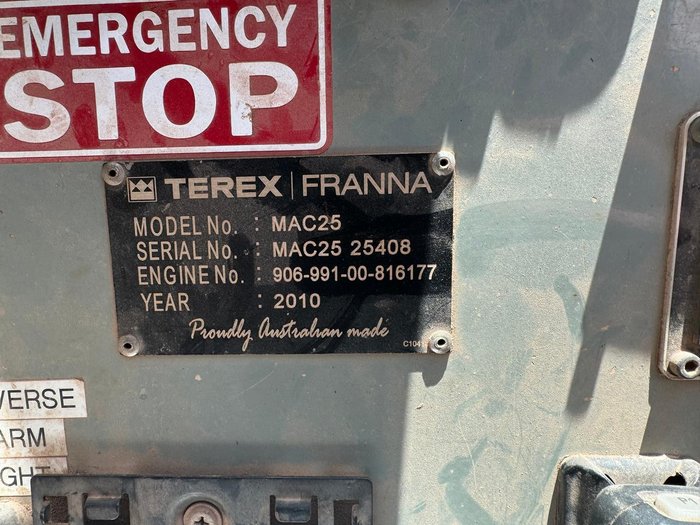 EMERGENCY
STOP
TEREX | FRANNA
MODEL No. : MAC25
SERIAL No. : MAC25 25408
ENGINE No. : 906-991-00-816177
YEAR : 2010
Proudly Australian made
VERSE
ARM
GHT